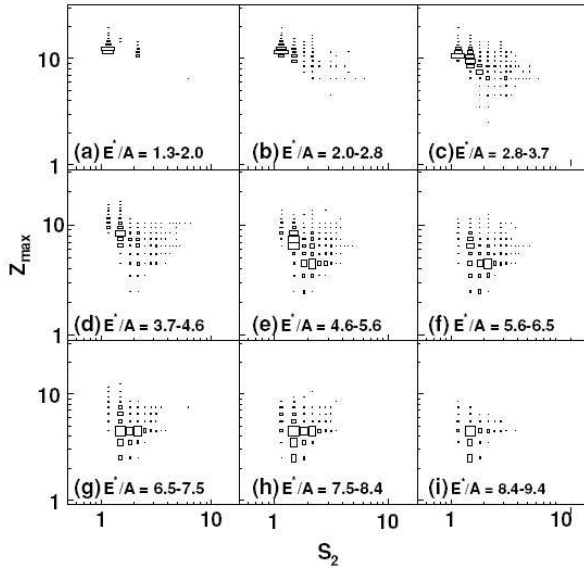 10
1
(a) E*/A = 1.3-2.0
(b) E*/A = 2.0-2.8
(c) E*/A = 2.8-3.7
Zmax
10
1
(d) E*/A = 3.7-4.6
(e) E*/A = 4.6-5.6
(f) E*/A = 5.6-6.5
10
1
(g) E*/A = 6.5-7.5
(h) E*/A = 7.5-8.4
(i) E*/A = 8.4-9.4
1 10 1 10 1 10
S2